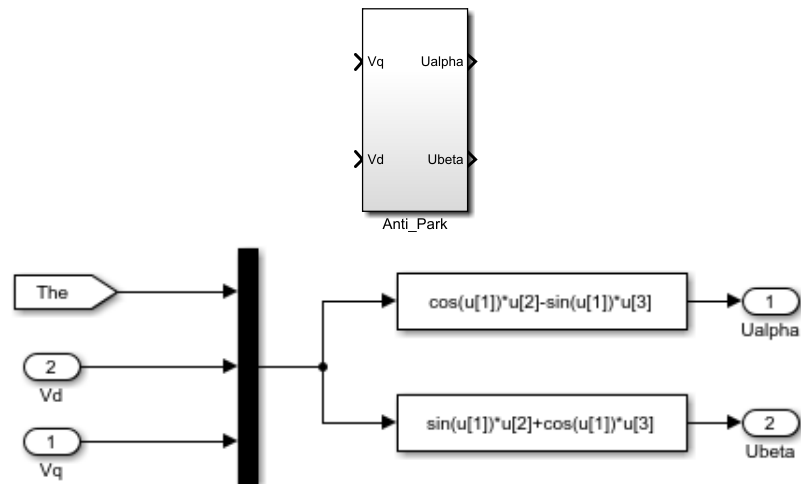 Vq Ualpha
Vd Ubeta
Anti_Park
The
cos(u[1])*u[2]-sin(u[1])*u[3]
1
Ualpha
2
Vd
1
Vq
sin(u[1])*u[2]+cos(u[1])*u[3]
2
Ubeta